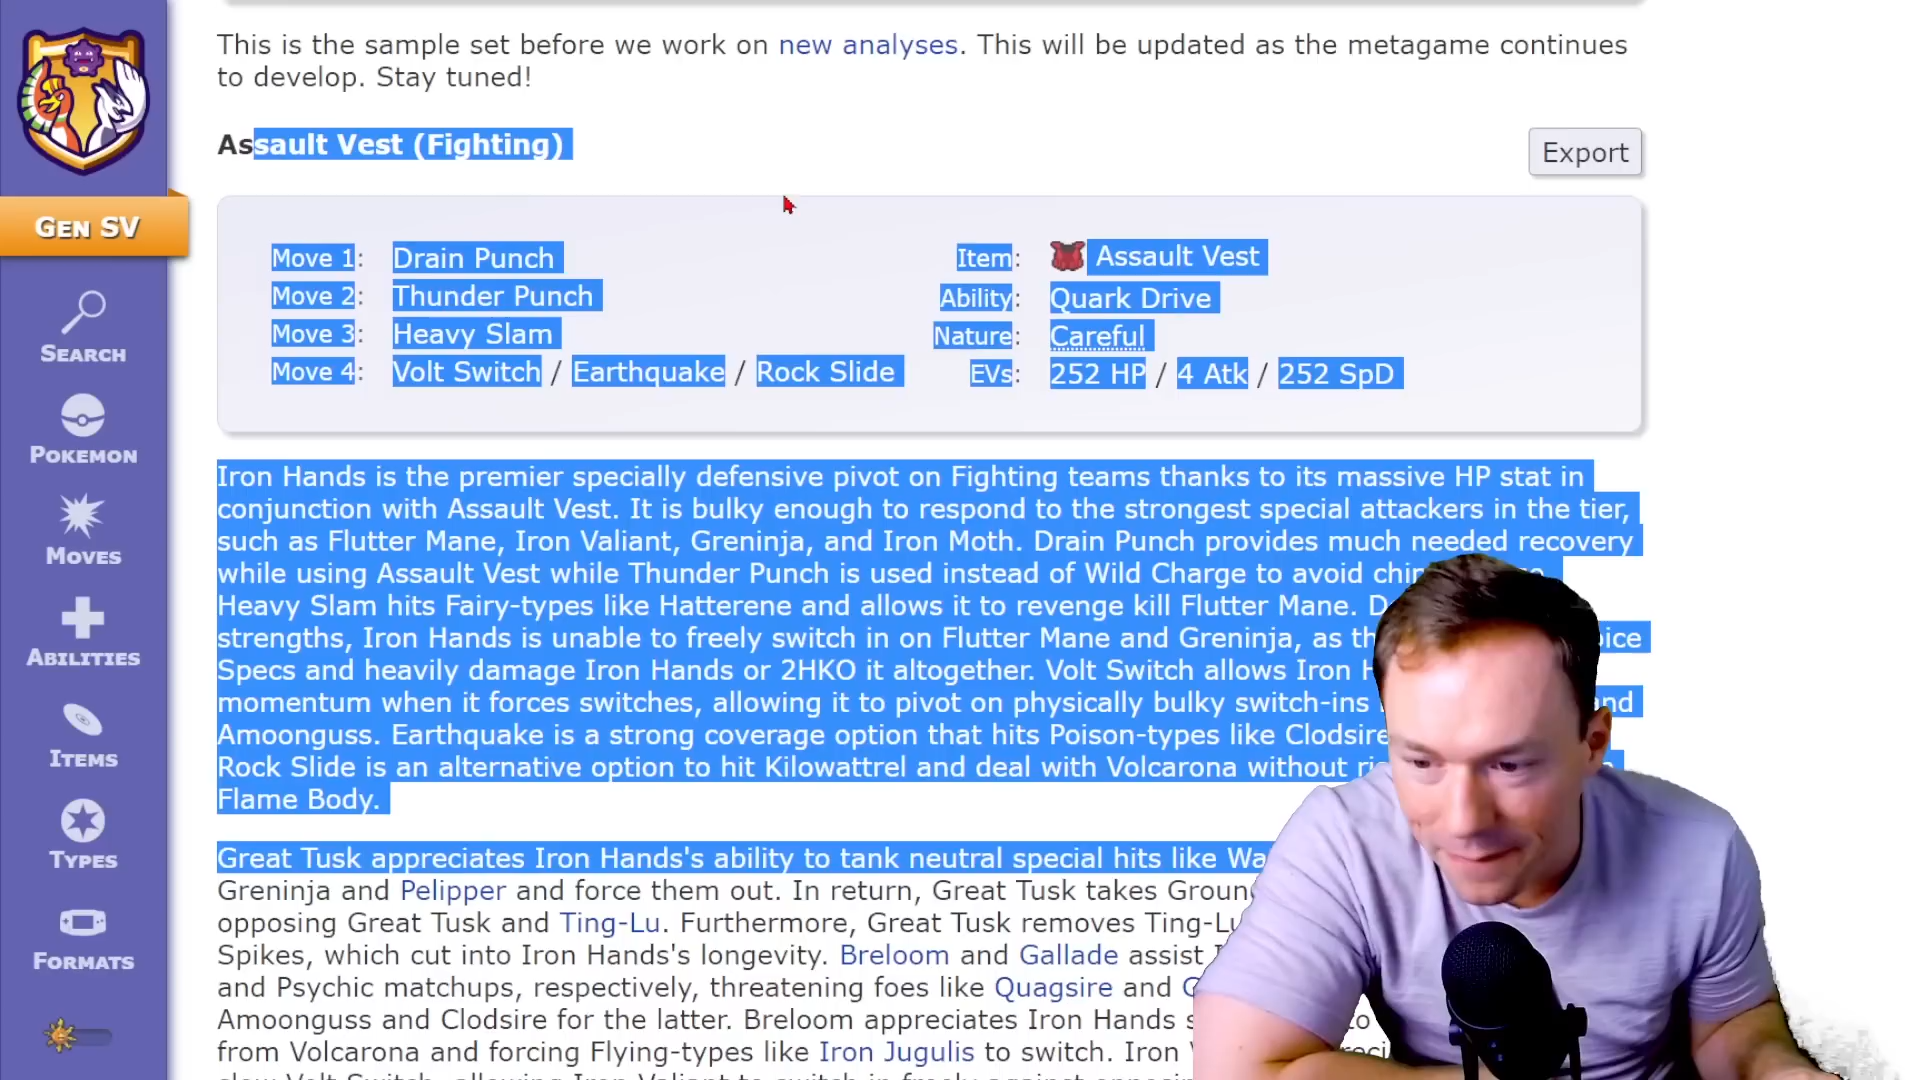 This is the sample set before we work on new analyses. This will be updated as the metagame continues
to develop. Stay tuned!
Assault Vest (Fighting)
Export
GEN SV
Move 1: Drain Punch
Item: Assault Vest
Move 2: Thunder Punch
Ability: Quark Drive
Move 3: Heavy Slam
Nature: Careful
Move 4: Volt Switch / Earthquake / Rock Slide
EVs: 252 HP / 4 Atk / 252 SpD
SEARCH
POKEMON
MOVES
ABILITIES
ITEMS
TYPES
FORMATS
Iron Hands is the premier specially defensive pivot on Fighting teams thanks to its massive HP stat in
conjunction with Assault Vest. It is bulky enough to respond to the strongest special attackers in the tier,
such as Flutter Mane, Iron Valiant, Greninja, and Iron Moth. Drain Punch provides much needed recovery
while using Assault Vest while Thunder Punch is used instead of Wild Charge to avoid
Heavy Slam hits Fairy-types like Hatterene and allows it to revenge kill Flutter Mane.
strengths, Iron Hands is unable to freely switch in on Flutter Mane and Greninja, as
Specs and heavily damage Iron Hands or 2HKO it altogether. Volt Switch allows Iron
momentum when it forces switches, allowing it to pivot on physically bulky switch-ins
Amoonguss. Earthquake is a strong coverage option that hits Poison-types like Clodsire
Rock Slide is an alternative option to hit Kilowattrel and deal with Volcarona without
Flame Body.
Great Tusk appreciates Iron Hands's ability to tank neutral special hits like
Greninja and Pelipper and force them out. In return, Great Tusk takes
opposing Great Tusk and Ting-Lu. Furthermore, Great Tusk removes
Spikes, which cut into Iron Hands's longevity. Breloom and Gallade assist
and Psychic matchups, respectively, threatening foes like Quagsire and
Amoonguss and Clodsire for the latter. Breloom appreciates Iron Hands
from Volcarona and forcing Flying-types like Iron Jugulis to switch. Iron